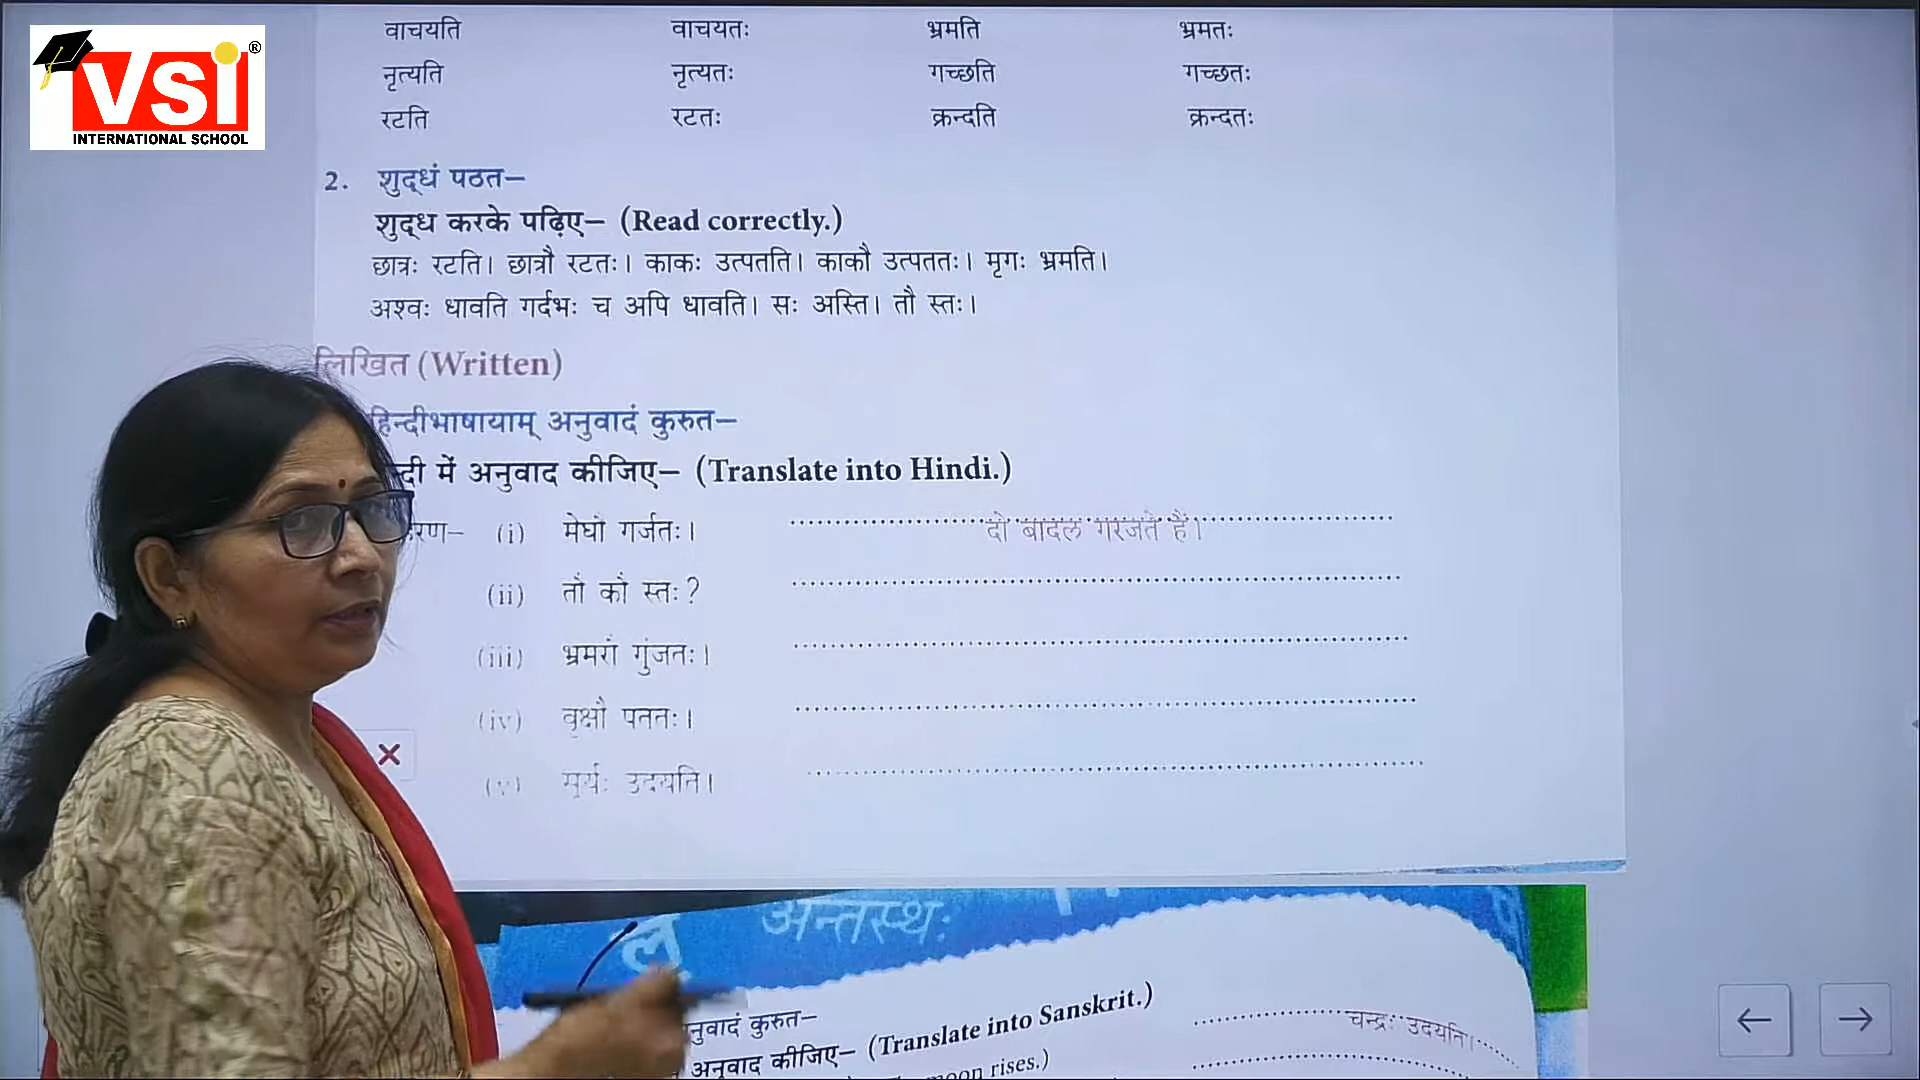 VSI®
INTERNATIONAL SCHOOL
वाचयति वाचयतः भ्रमति भ्रमतः
नृत्यति नृत्यतः गच्छति गच्छतः
रटति रटतः क्रन्दति क्रन्दतः
2. शुद्धं पठत–
शुद्ध करके पढ़िए– (Read correctly.)
छात्रः रटति। छात्रौ रटतः। काकः उत्पतति। काकौ उत्पततः। मृगः भ्रमति।
अश्वः धावति गर्दभः च अपि धावति। सः अस्ति। तौ स्तः।
लिखित (Written)
हिन्दीभाषायाम् अनुवादं कुरुत–
न्दी में अनुवाद कीजिए– (Translate into Hindi.)
रण– (i) मेघौ गर्जतः। दो बादल गरजते हैं।
(ii) तौ कौ स्तः?
(iii) भ्रमरौ गुंजतः।
(iv) वृक्षौ पततः।
(v) सूर्यः उदयति।
ल् अन्तस्थः
नुवादं कुरुत–
अनुवाद कीजिए– (Translate into Sanskrit.) चन्द्रः उदयति।
moon rises.)